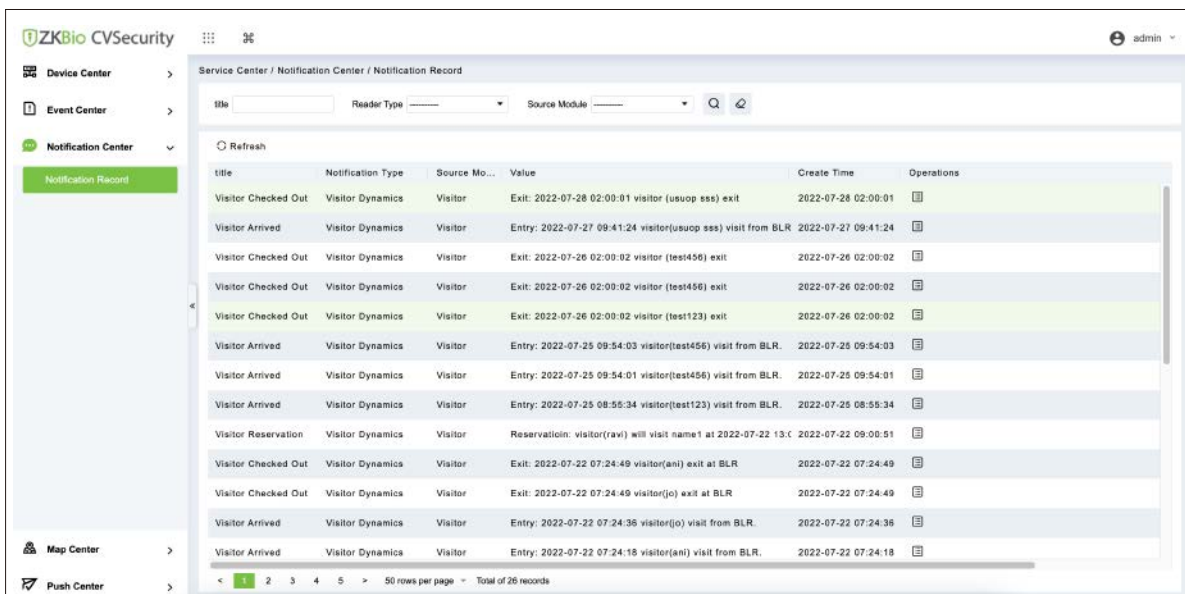 ZKBio CVSecurity
admin
Device Center
Event Center
Notification Center
Notification Record
Map Center
Push Center
Service Center / Notification Center / Notification Record
title Reader Type ---------- Source Module ----------
Refresh
title Notification Type Source Mo... Value Create Time Operations
Visitor Checked Out Visitor Dynamics Visitor Exit: 2022-07-28 02:00:01 visitor (usuop sss) exit 2022-07-28 02:00:01
Visitor Arrived Visitor Dynamics Visitor Entry: 2022-07-27 09:41:24 visitor(usuop sss) visit from BLR 2022-07-27 09:41:24
Visitor Checked Out Visitor Dynamics Visitor Exit: 2022-07-26 02:00:02 visitor (test456) exit 2022-07-26 02:00:02
Visitor Checked Out Visitor Dynamics Visitor Exit: 2022-07-26 02:00:02 visitor (test456) exit 2022-07-26 02:00:02
Visitor Checked Out Visitor Dynamics Visitor Exit: 2022-07-26 02:00:02 visitor (test123) exit 2022-07-26 02:00:02
Visitor Arrived Visitor Dynamics Visitor Entry: 2022-07-25 09:54:03 visitor(test456) visit from BLR. 2022-07-25 09:54:03
Visitor Arrived Visitor Dynamics Visitor Entry: 2022-07-25 09:54:01 visitor(test456) visit from BLR. 2022-07-25 09:54:01
Visitor Arrived Visitor Dynamics Visitor Entry: 2022-07-25 08:55:34 visitor(test123) visit from BLR. 2022-07-25 08:55:34
Visitor Reservation Visitor Dynamics Visitor Reservatioin: visitor(ravi) will visit name1 at 2022-07-22 13:0 2022-07-22 09:00:51
Visitor Checked Out Visitor Dynamics Visitor Exit: 2022-07-22 07:24:49 visitor(ani) exit at BLR 2022-07-22 07:24:49
Visitor Checked Out Visitor Dynamics Visitor Exit: 2022-07-22 07:24:49 visitor(jo) exit at BLR 2022-07-22 07:24:49
Visitor Arrived Visitor Dynamics Visitor Entry: 2022-07-22 07:24:36 visitor(jo) visit from BLR. 2022-07-22 07:24:36
Visitor Arrived Visitor Dynamics Visitor Entry: 2022-07-22 07:24:18 visitor(ani) visit from BLR. 2022-07-22 07:24:18
< 1 2 3 4 5 > 50 rows per page Total of 26 records